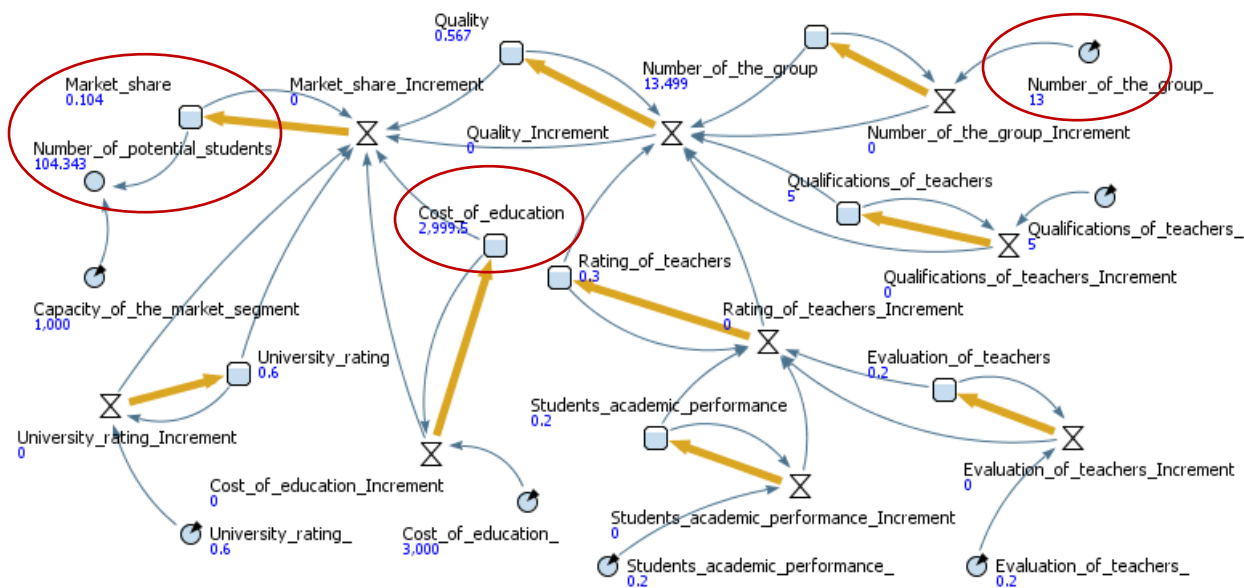 Quality
0.567
Market_share
0.104
Market_share_Increment
0
Number_of_the_group
13.499
Number_of_the_group_
13
Number_of_potential_students
104.343
Quality_Increment
0
Number_of_the_group_Increment
0
Qualifications_of_teachers
5
Cost_of_education
2,999.5
Qualifications_of_teachers_
5
Rating_of_teachers
0.3
Qualifications_of_teachers_Increment
0
Capacity_of_the_market_segment
1,000
Rating_of_teachers_Increment
0
University_rating
0.6
Evaluation_of_teachers
0.2
Students_academic_performance
0.2
University_rating_Increment
0
Evaluation_of_teachers_Increment
0
Cost_of_education_Increment
0
Students_academic_performance_Increment
0
University_rating_
0.6
Cost_of_education_
3,000
Students_academic_performance_
0.2
Evaluation_of_teachers_
0.2